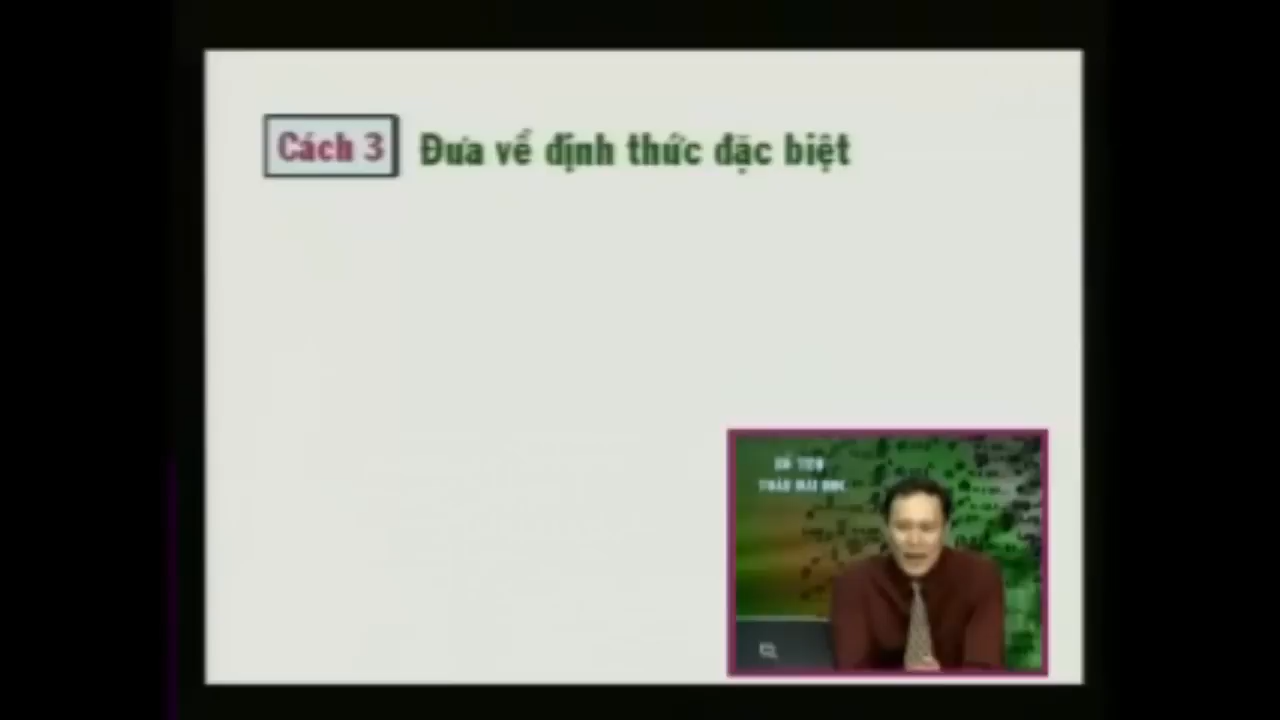 Cách 3
Đưa về định thức đặc biệt